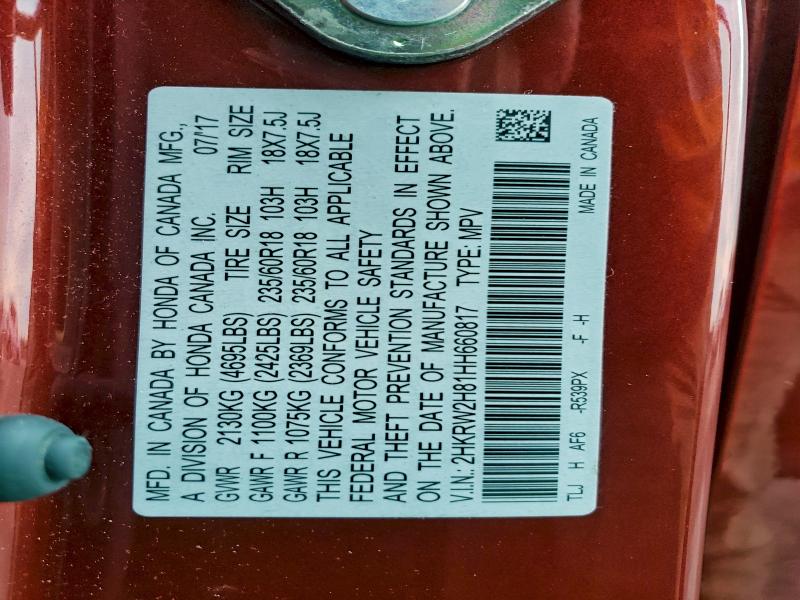 MFD. IN CANADA BY HONDA OF CANADA MFG.,
A DIVISION OF HONDA CANADA INC. 07/17
GVWR 2130KG (4695LBS) TIRE SIZE RIM SIZE
GAWR F 1100KG (2425LBS) 235/60R18 103H 18X7.5J
GAWR R 1075KG (2369LBS) 235/60R18 103H 18X7.5J
THIS VEHICLE CONFORMS TO ALL APPLICABLE
FEDERAL MOTOR VEHICLE SAFETY
AND THEFT PREVENTION STANDARDS IN EFFECT
ON THE DATE OF MANUFACTURE SHOWN ABOVE.
V.I.N.: 2HKRW2H81HH660817 TYPE: MPV
TLJ H AF6 -R539PX -F -H MADE IN CANADA